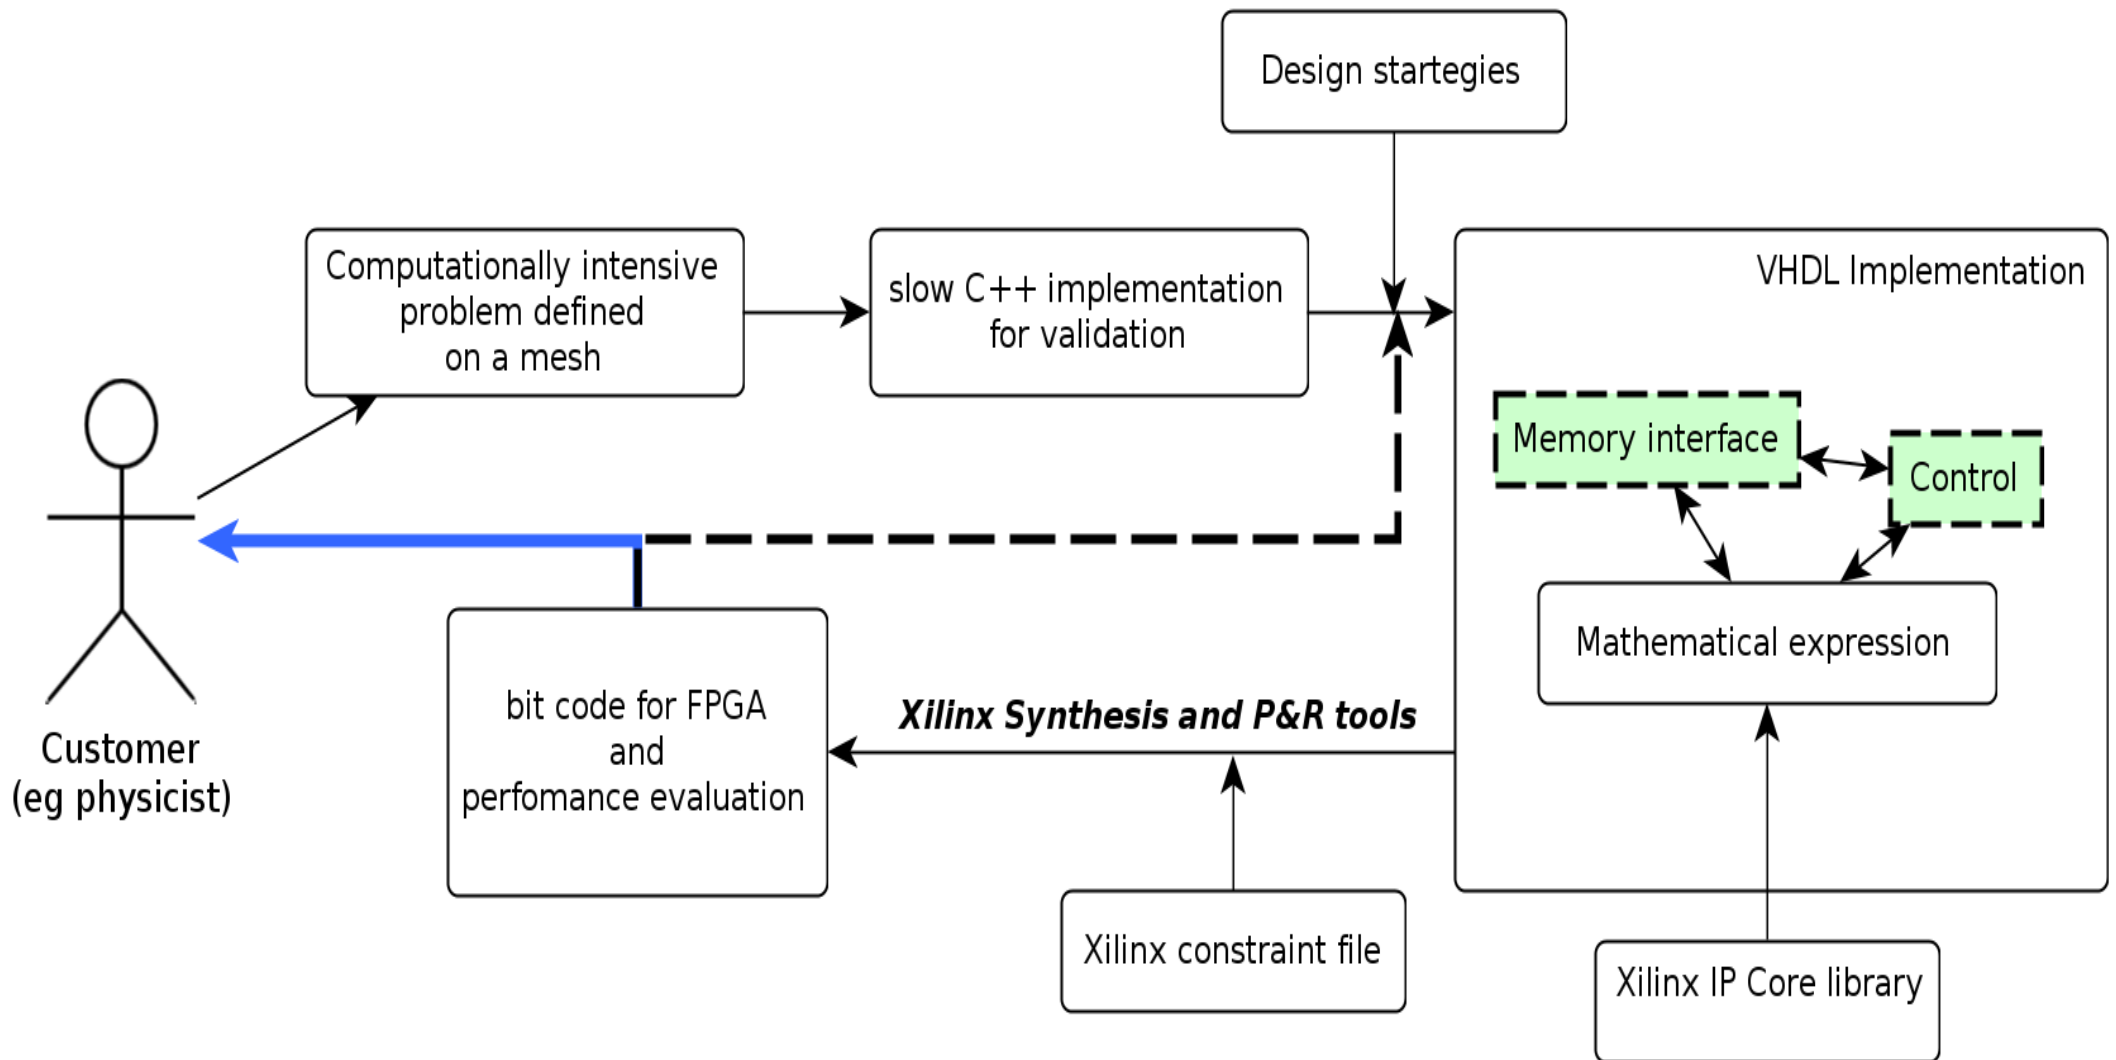 Design startegies
Computationally intensive
problem defined
on a mesh
slow C++ implementation
for validation
VHDL Implementation
Memory interface
Control
Mathematical expression
Customer
(eg physicist)
bit code for FPGA
and
perfomance evaluation
Xilinx Synthesis and P&R tools
Xilinx constraint file
Xilinx IP Core library